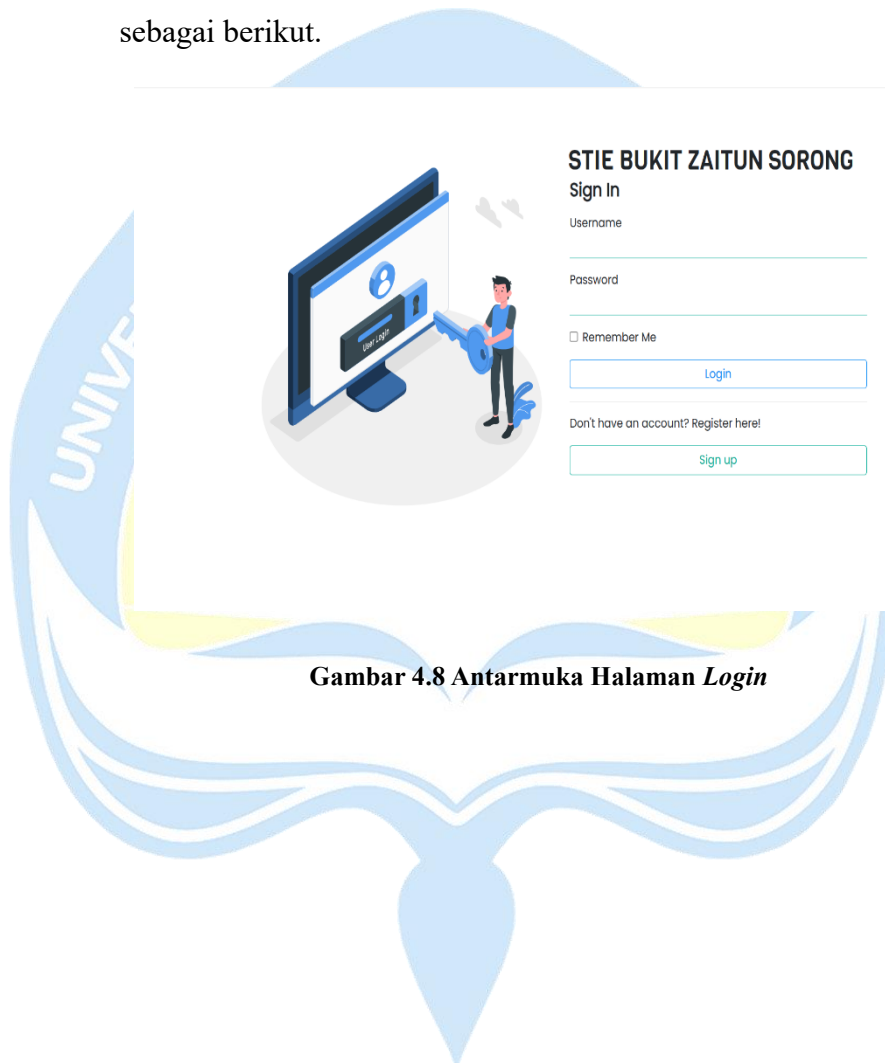 sebagai berikut.
STIE BUKIT ZAITUN SORONG
Sign In
Username
Password
Remember Me
Login
Don't have an account? Register here!
Sign up
User Login
Gambar 4.8 Antarmuka Halaman Login